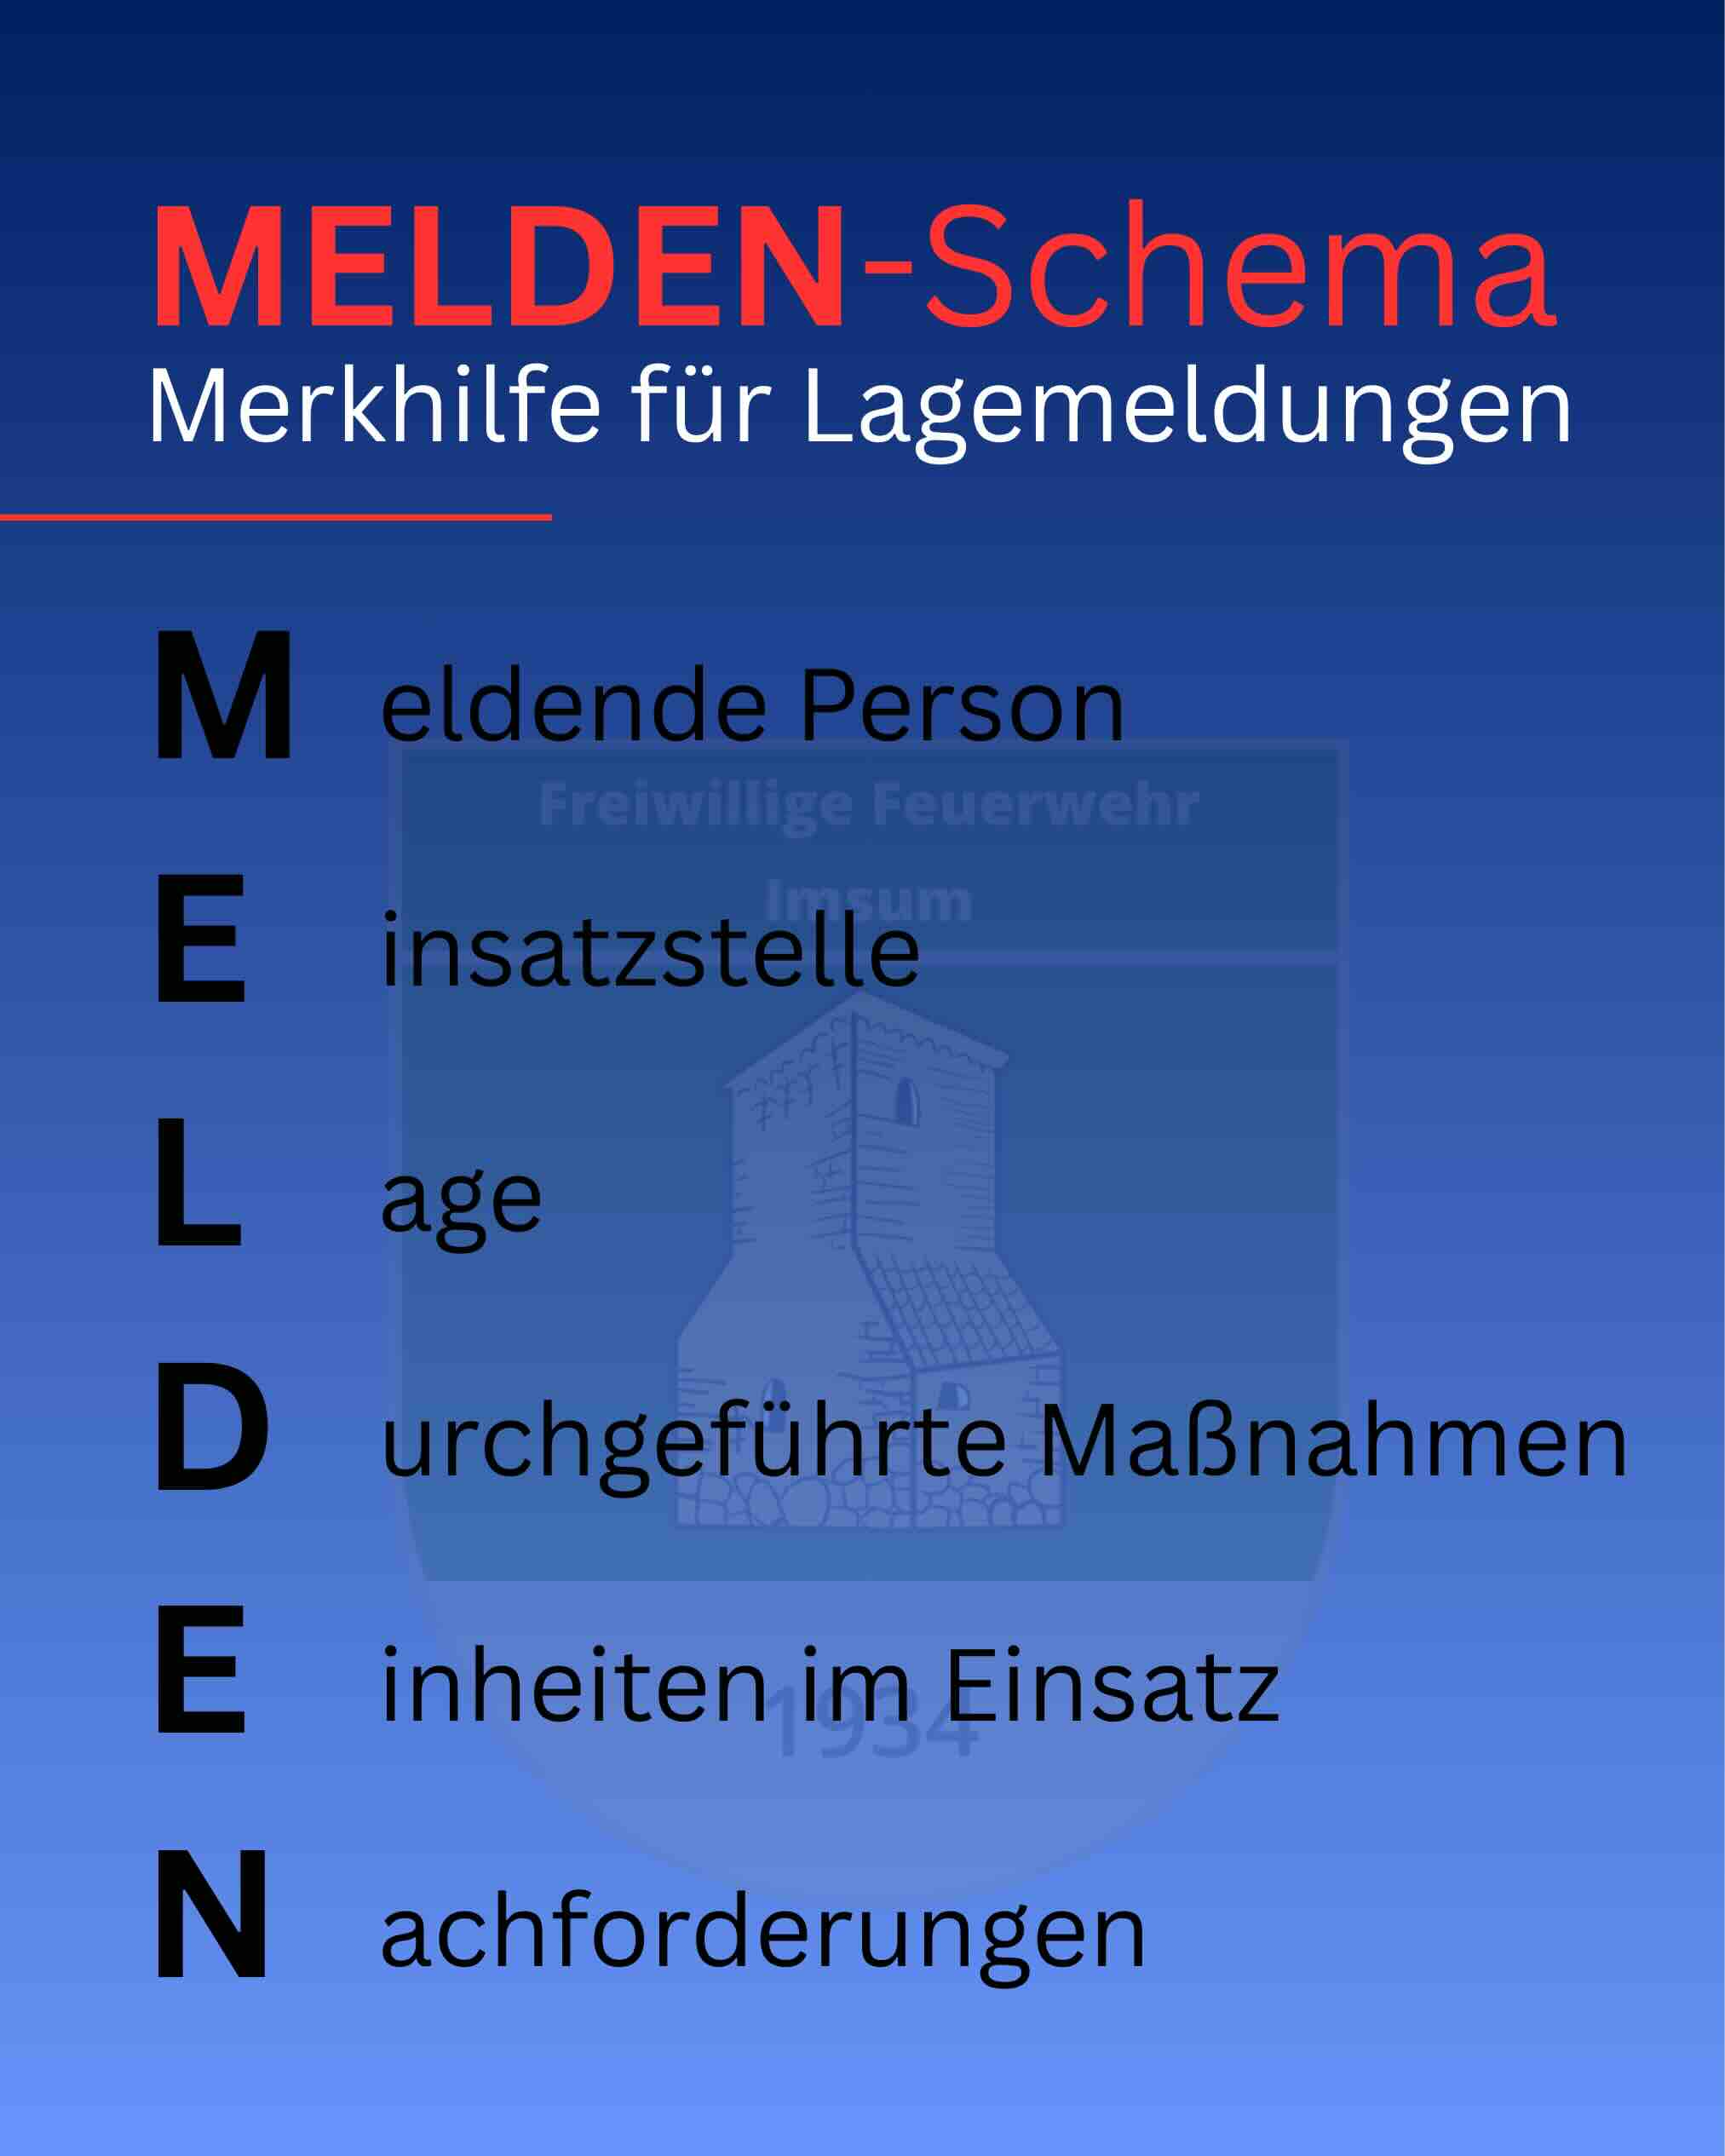 MELDEN-Schema
Merkhilfe für Lagemeldungen
M eldende Person
Freiwillige Feuerwehr
Imsum
E insatzstelle
L age
D urchgeführte Maßnahmen
E inheiten im Einsatz
1934
N achforderungen